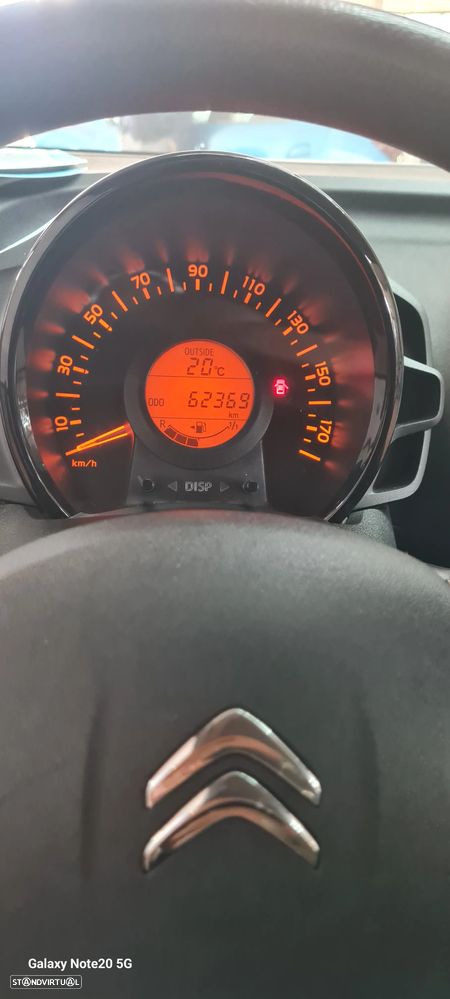 10 30 50 70 90 110 130 150 170
OUTSIDE
20°C
ODO 62369
km
R 1/1
km/h
DISP
Galaxy Note20 5G
STANDVIRTUAL